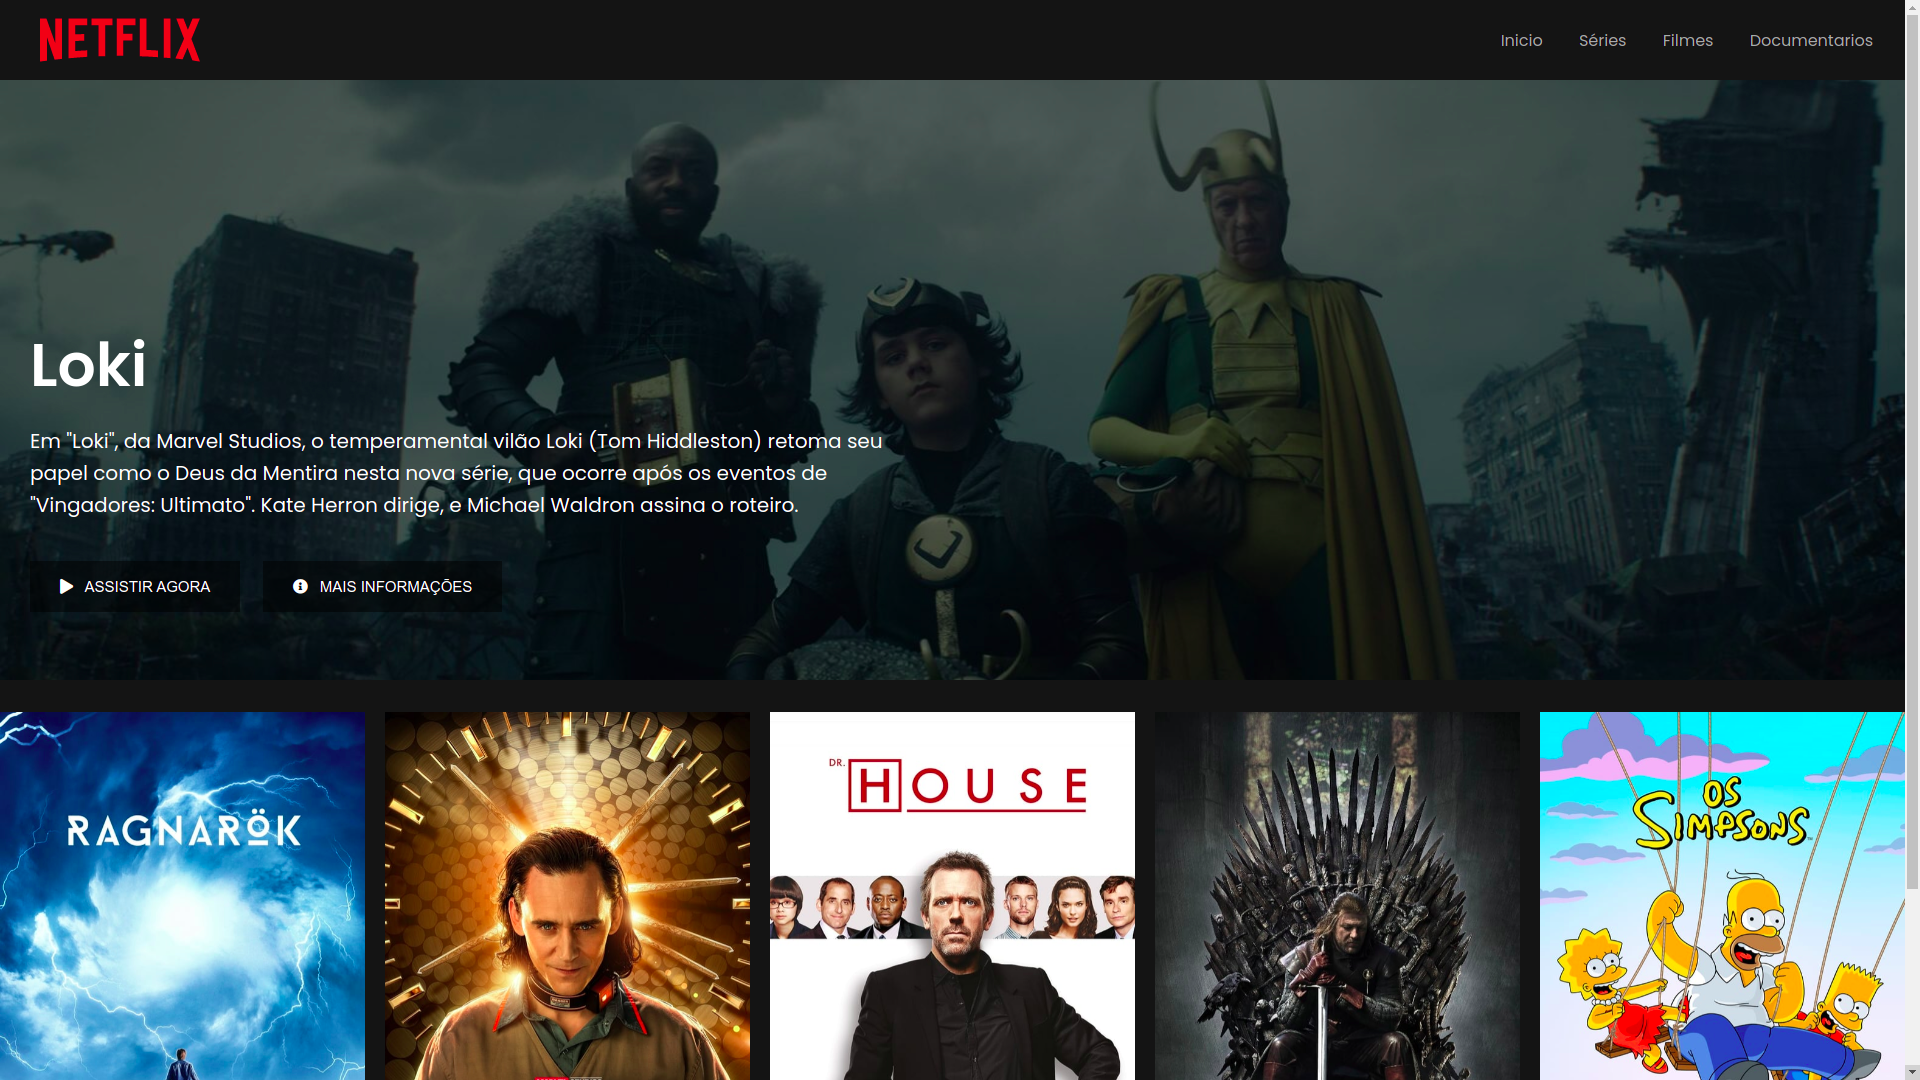 NETFLIX
Inicio Séries Filmes Documentarios
Loki
Em "Loki", da Marvel Studios, o temperamental vilão Loki (Tom Hiddleston) retoma seu
papel como o Deus da Mentira nesta nova série, que ocorre após os eventos de
"Vingadores: Ultimato". Kate Herron dirige, e Michael Waldron assina o roteiro.
ASSISTIR AGORA MAIS INFORMAÇÕES
RAGNARÖK
DR.
HOUSE
OS
SIMPSONS